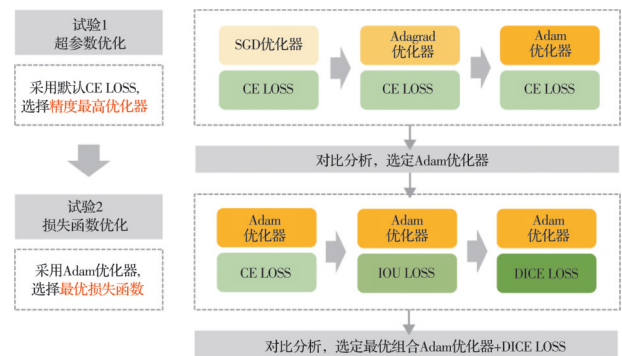 试验1
超参数优化
采用默认CE LOSS,
选择精度最高优化器
SGD优化器
CE LOSS
Adagrad
优化器
CE LOSS
Adam
优化器
CE LOSS
对比分析，选定Adam优化器
试验2
损失函数优化
采用Adam优化器,
选择最优损失函数
Adam
优化器
CE LOSS
Adam
优化器
IOU LOSS
Adam
优化器
DICE LOSS
对比分析，选定最优组合Adam优化器+DICE LOSS